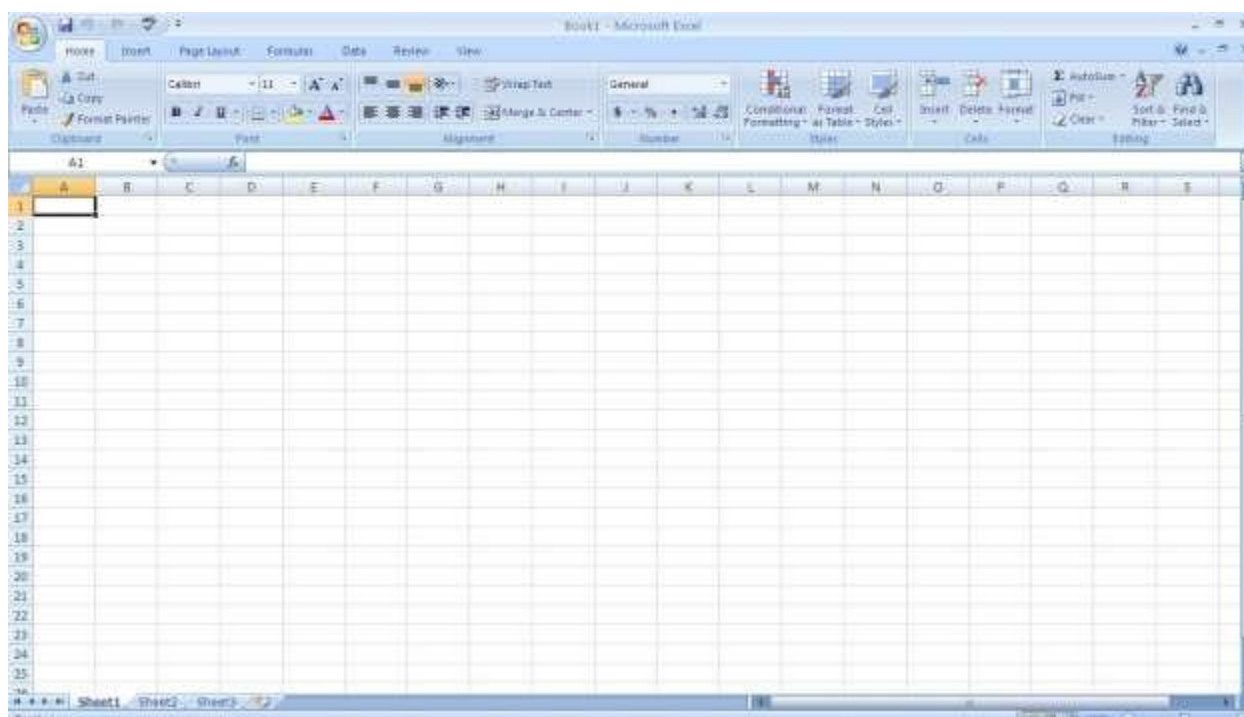 Book1 - Microsoft Excel
Home Insert Page Layout Formulas Data Review View
Paste
Cut
Copy
Format Painter
Clipboard
Calibri 11
B I U
Font
Wrap Text
Merge & Center
Alignment
General
$ % ,
Number
Conditional Formatting
Format as Table
Cell Styles
Styles
Insert Delete Format
Cells
Σ AutoSum
Fill
Clear
Sort & Filter
Find & Select
Editing
A1 fx
A B C D E F G H I J K L M N O P Q R S
1
2
3
4
5
6
7
8
9
10
11
12
13
14
15
16
17
18
19
20
21
22
23
24
25
Sheet1 Sheet2 Sheet3